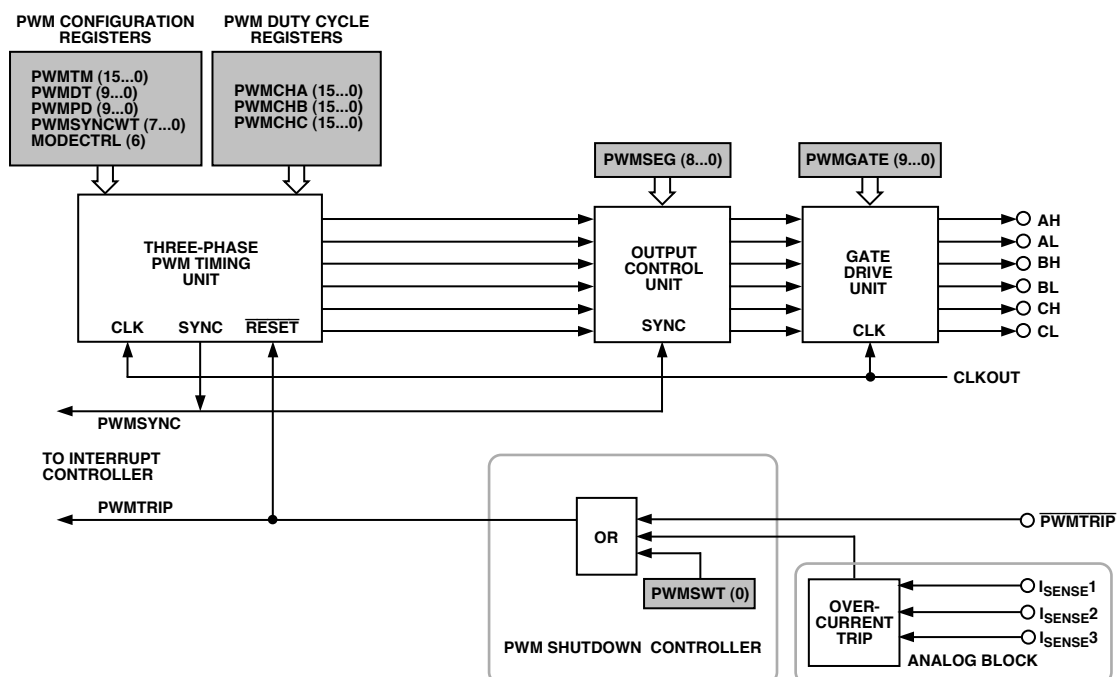 PWM CONFIGURATION
REGISTERS
PWM DUTY CYCLE
REGISTERS
PWMTM (15...0)
PWMDT (9...0)
PWMPD (9...0)
PWMSYNCWT (7...0)
MODECTRL (6)
PWMCHA (15...0)
PWMCHB (15...0)
PWMCHC (15...0)
PWMSEG (8...0)
PWMGATE (9...0)
THREE-PHASE
PWM TIMING
UNIT
CLK
SYNC
RESET
OUTPUT
CONTROL
UNIT
SYNC
GATE
DRIVE
UNIT
CLK
AH
AL
BH
BL
CH
CL
CLKOUT
PWMSYNC
TO INTERRUPT
CONTROLLER
PWMTRIP
OR
PWMTRIP
PWMSWT (0)
PWM SHUTDOWN CONTROLLER
OVER-
CURRENT
TRIP
ISENSE1
ISENSE2
ISENSE3
ANALOG BLOCK